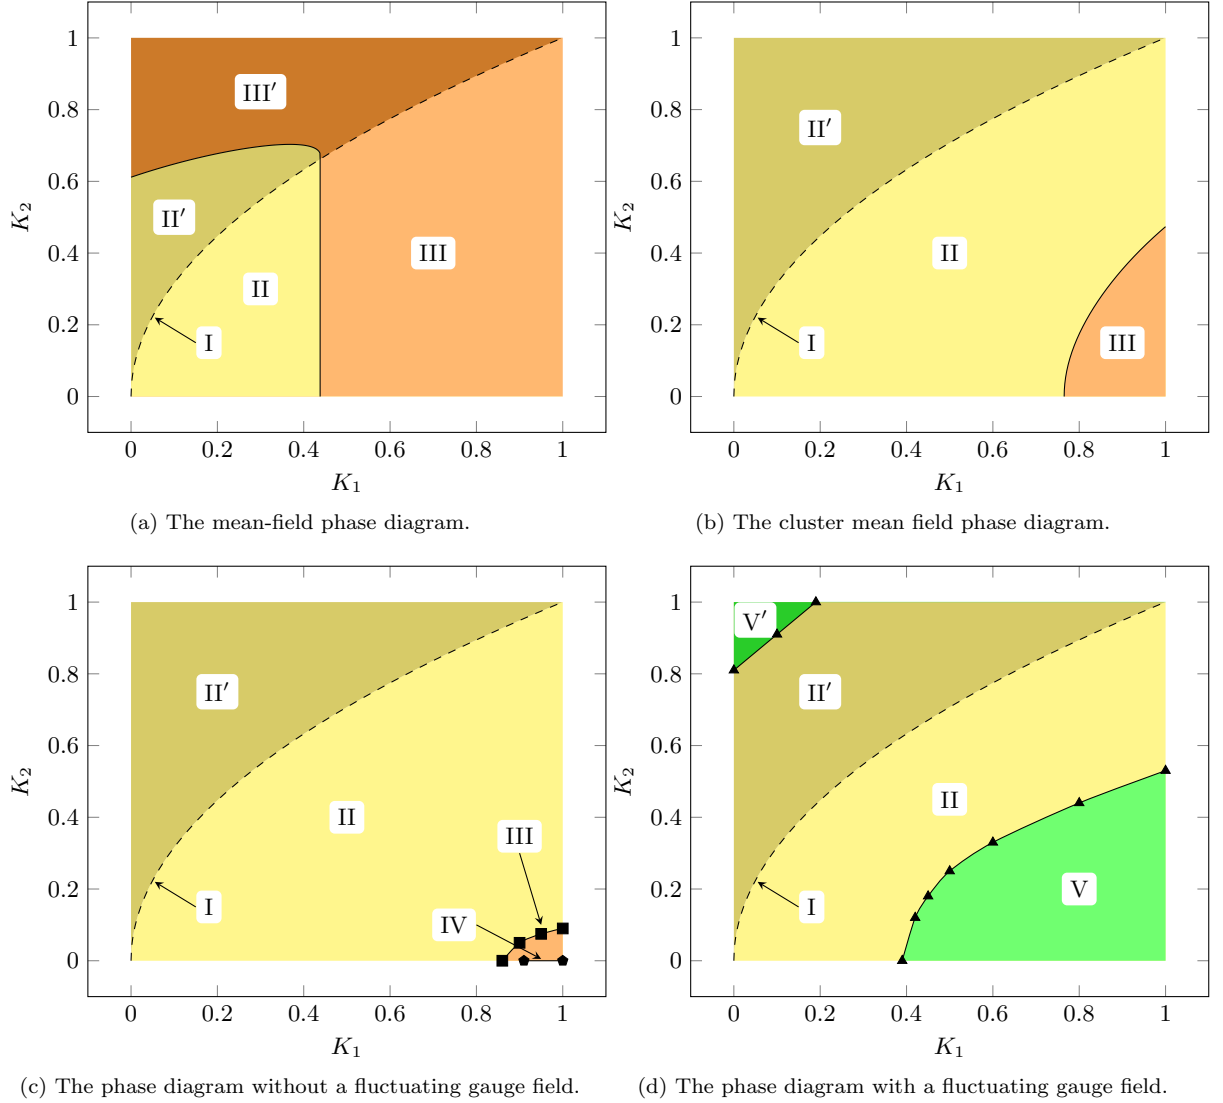 1
0.8
0.6
0.4
0.2
0
K₂
III′
II′
II
III
I
0 0.2 0.4 0.6 0.8 1
K₁
(a) The mean-field phase diagram.
1
0.8
0.6
0.4
0.2
0
K₂
II′
II
I
III
0 0.2 0.4 0.6 0.8 1
K₁
(b) The cluster mean field phase diagram.
1
0.8
0.6
0.4
0.2
0
K₂
II′
II
III
IV
I
0 0.2 0.4 0.6 0.8 1
K₁
(c) The phase diagram without a fluctuating gauge field.
1
0.8
0.6
0.4
0.2
0
K₂
V′
II′
II
V
I
0 0.2 0.4 0.6 0.8 1
K₁
(d) The phase diagram with a fluctuating gauge field.